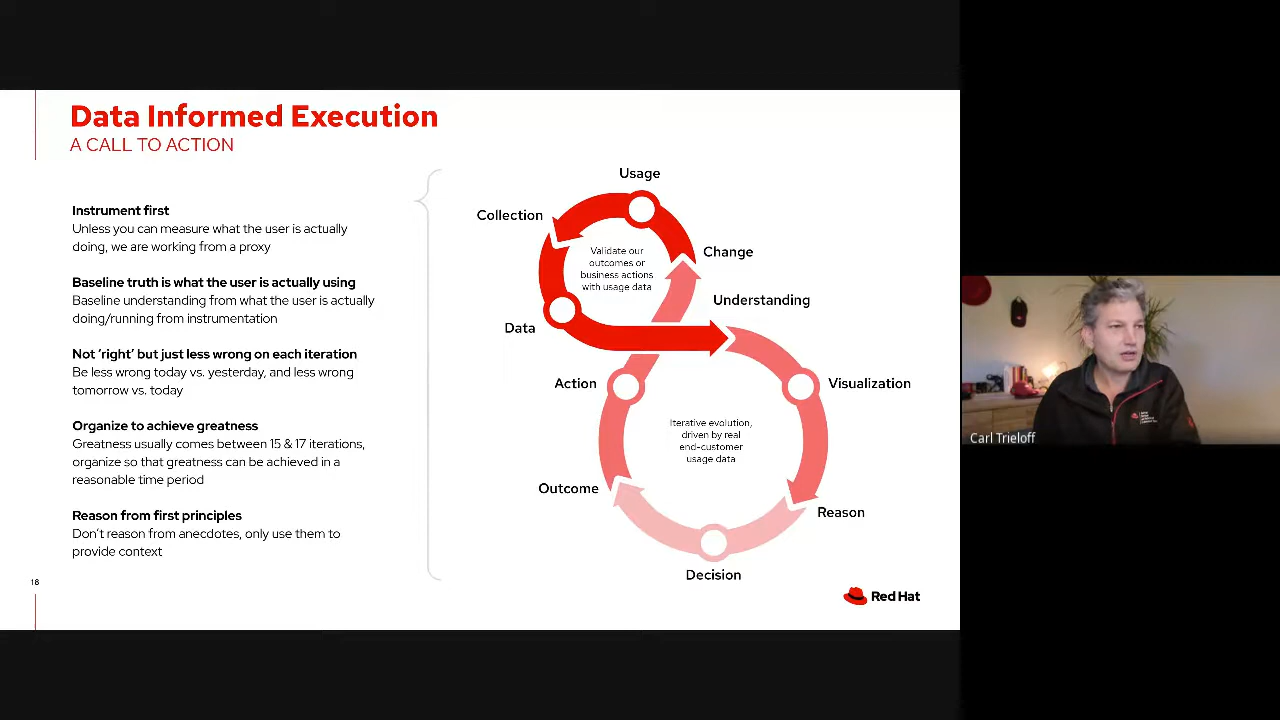 Data Informed Execution
A CALL TO ACTION
Instrument first
Unless you can measure what the user is actually
doing, we are working from a proxy
Baseline truth is what the user is actually using
Baseline understanding from what the user is actually
doing/running from instrumentation
Not ‘right’ but just less wrong on each iteration
Be less wrong today vs. yesterday, and less wrong
tomorrow vs. today
Organize to achieve greatness
Greatness usually comes between 15 & 17 iterations,
organize so that greatness can be achieved in a
reasonable time period
Reason from first principles
Don’t reason from anecdotes, only use them to
provide context
Usage
Collection
Change
Validate our
outcomes or
business actions
with usage data
Understanding
Data
Action
Visualization
Iterative evolution,
driven by real
end-customer
usage data
Outcome
Reason
Decision
18
Red Hat
Carl Trieloff